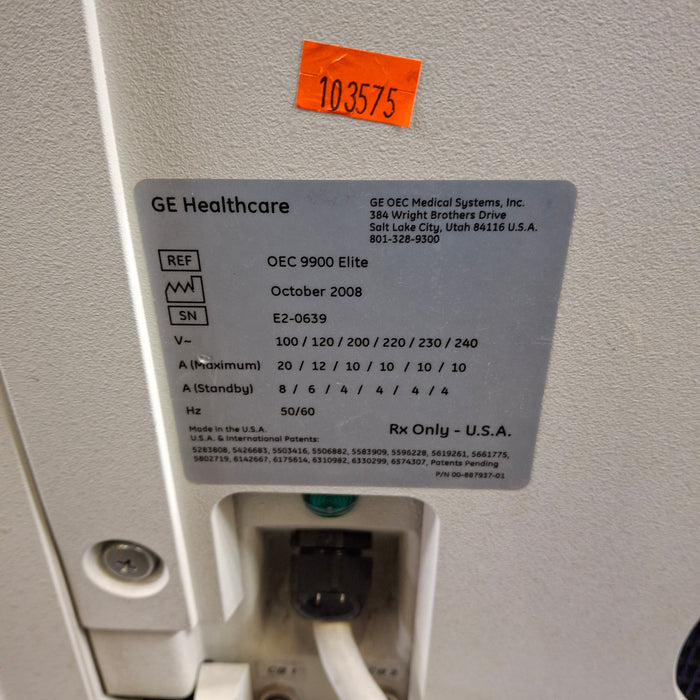 103575
GE Healthcare
GE OEC Medical Systems, Inc.
384 Wright Brothers Drive
Salt Lake City, Utah 84116 U.S.A.
801-328-9300
REF OEC 9900 Elite
October 2008
SN E2-0639
V~ 100 / 120 / 200 / 220 / 230 / 240
A (Maximum) 20 / 12 / 10 / 10 / 10 / 10
A (Standby) 8 / 6 / 4 / 4 / 4 / 4
Hz 50/60
Made in the U.S.A.
U.S.A. & International Patents:
Rx Only - U.S.A.
5283808, 5426683, 5503416, 5506882, 5583909, 5596228, 5619261, 5661775,
5802719, 6142667, 6175614, 6310982, 6330299, 6574307, Patents Pending
P/N 00-887937-01